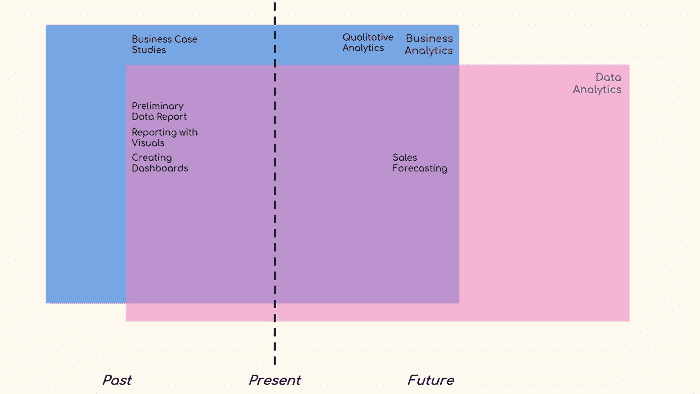 Business Case
Studies
Qualitative
Analytics
Business
Analytics
Data
Analytics
Preliminary
Data Report
Reporting with
Visuals
Creating
Dashboards
Sales
Forecasting
Past
Present
Future